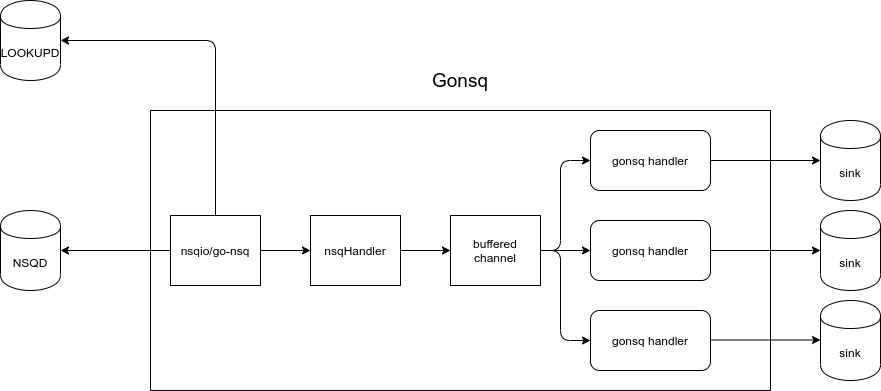 LOOKUPD
Gonsq
gonsq handler
sink
nsqio/go-nsq
nsqHandler
buffered
channel
gonsq handler
NSQD
sink
gonsq handler
sink